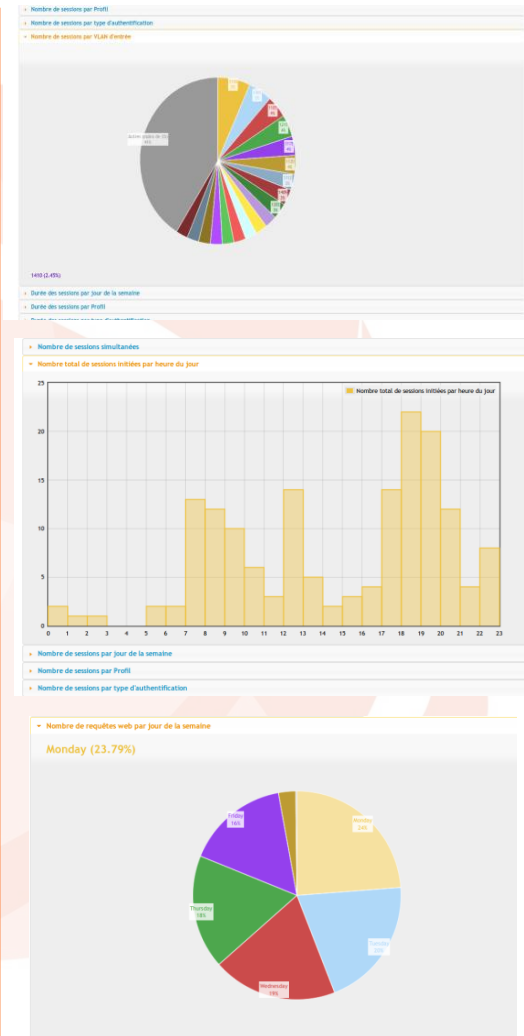 Nombre de sessions par Profil
Nombre de sessions par type d'authentification
Nombre de sessions par VLAN d'entrée
1410 (2.45%)
Durée des sessions par jour de la semaine
Durée des sessions par Profil
Durée des sessions par type d'authentification
Nombre de sessions simultanées
Nombre total de sessions initiées par heure du jour
Nombre total de sessions initiées par heure du jour
25
20
15
10
5
0
0 1 2 3 4 5 6 7 8 9 10 11 12 13 14 15 16 17 18 19 20 21 22 23
Nombre de sessions par jour de la semaine
Nombre de sessions par Profil
Nombre de sessions par type d'authentification
Nombre de requêtes web par jour de la semaine
Monday (23.79%)
Friday
16%
Monday
24%
Thursday
18%
Tuesday
Wednesday